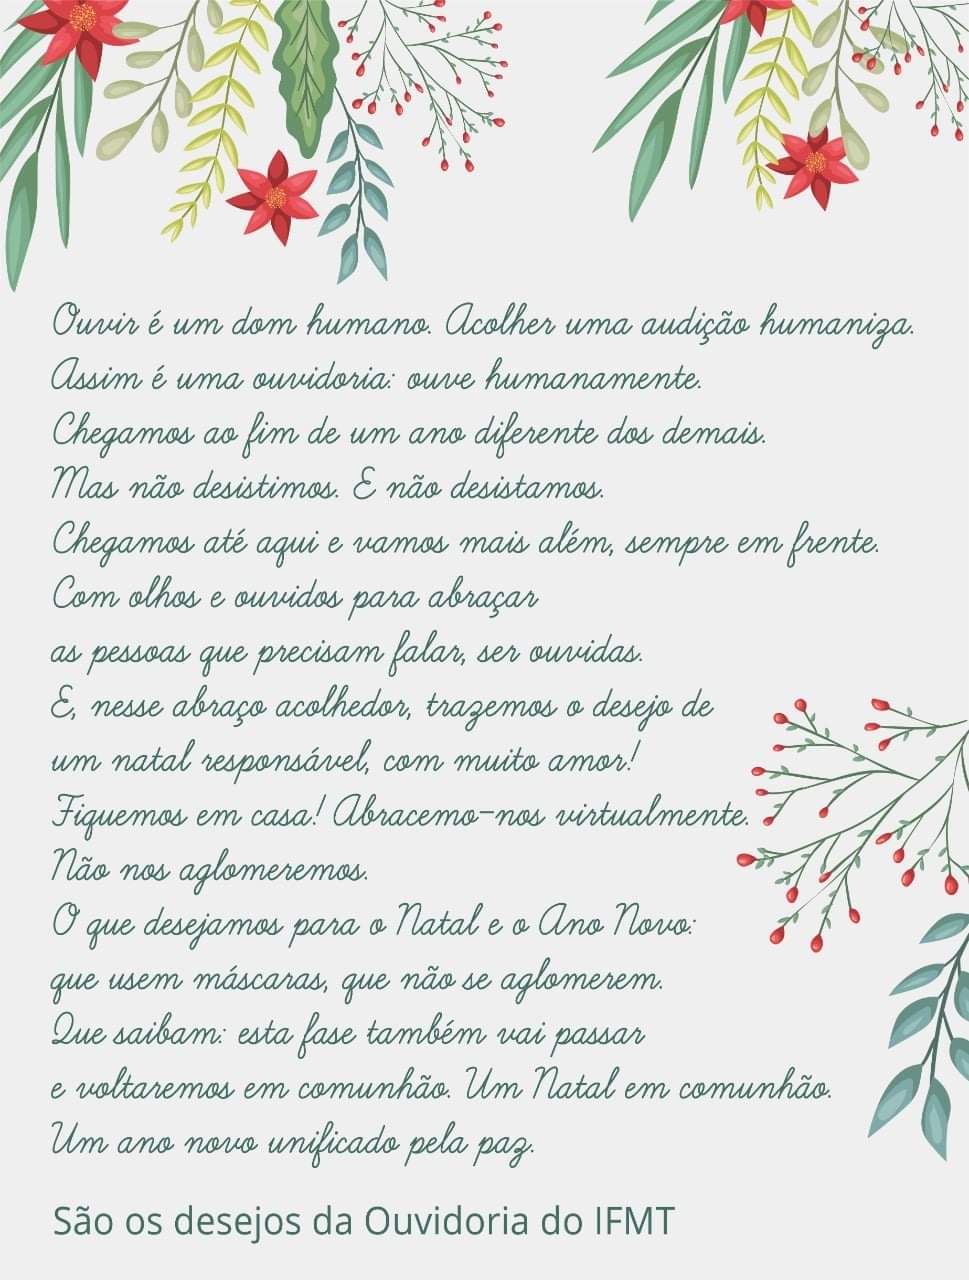 Ouvir é um dom humano. Acolher uma audição humaniza.
Assim é uma ouvidoria: ouve humanamente.
Chegamos ao fim de um ano diferente dos demais.
Mas não desistimos. E não desistamos.
Chegamos até aqui e vamos mais além, sempre em frente.
Com olhos e ouvidos para abraçar
as pessoas que precisam falar, ser ouvidas.
E, nesse abraço acolhedor, trazemos o desejo de
um natal responsável, com muito amor!
Fiquemos em casa! Abracemo-nos virtualmente.
Não nos aglomeremos.
O que desejamos para o Natal e o Ano Novo:
que usem máscaras, que não se aglomerem.
Que saibam: esta fase também vai passar
e voltaremos em comunhão. Um Natal em comunhão.
Um ano novo unificado pela paz.
São os desejos da Ouvidoria do IFMT